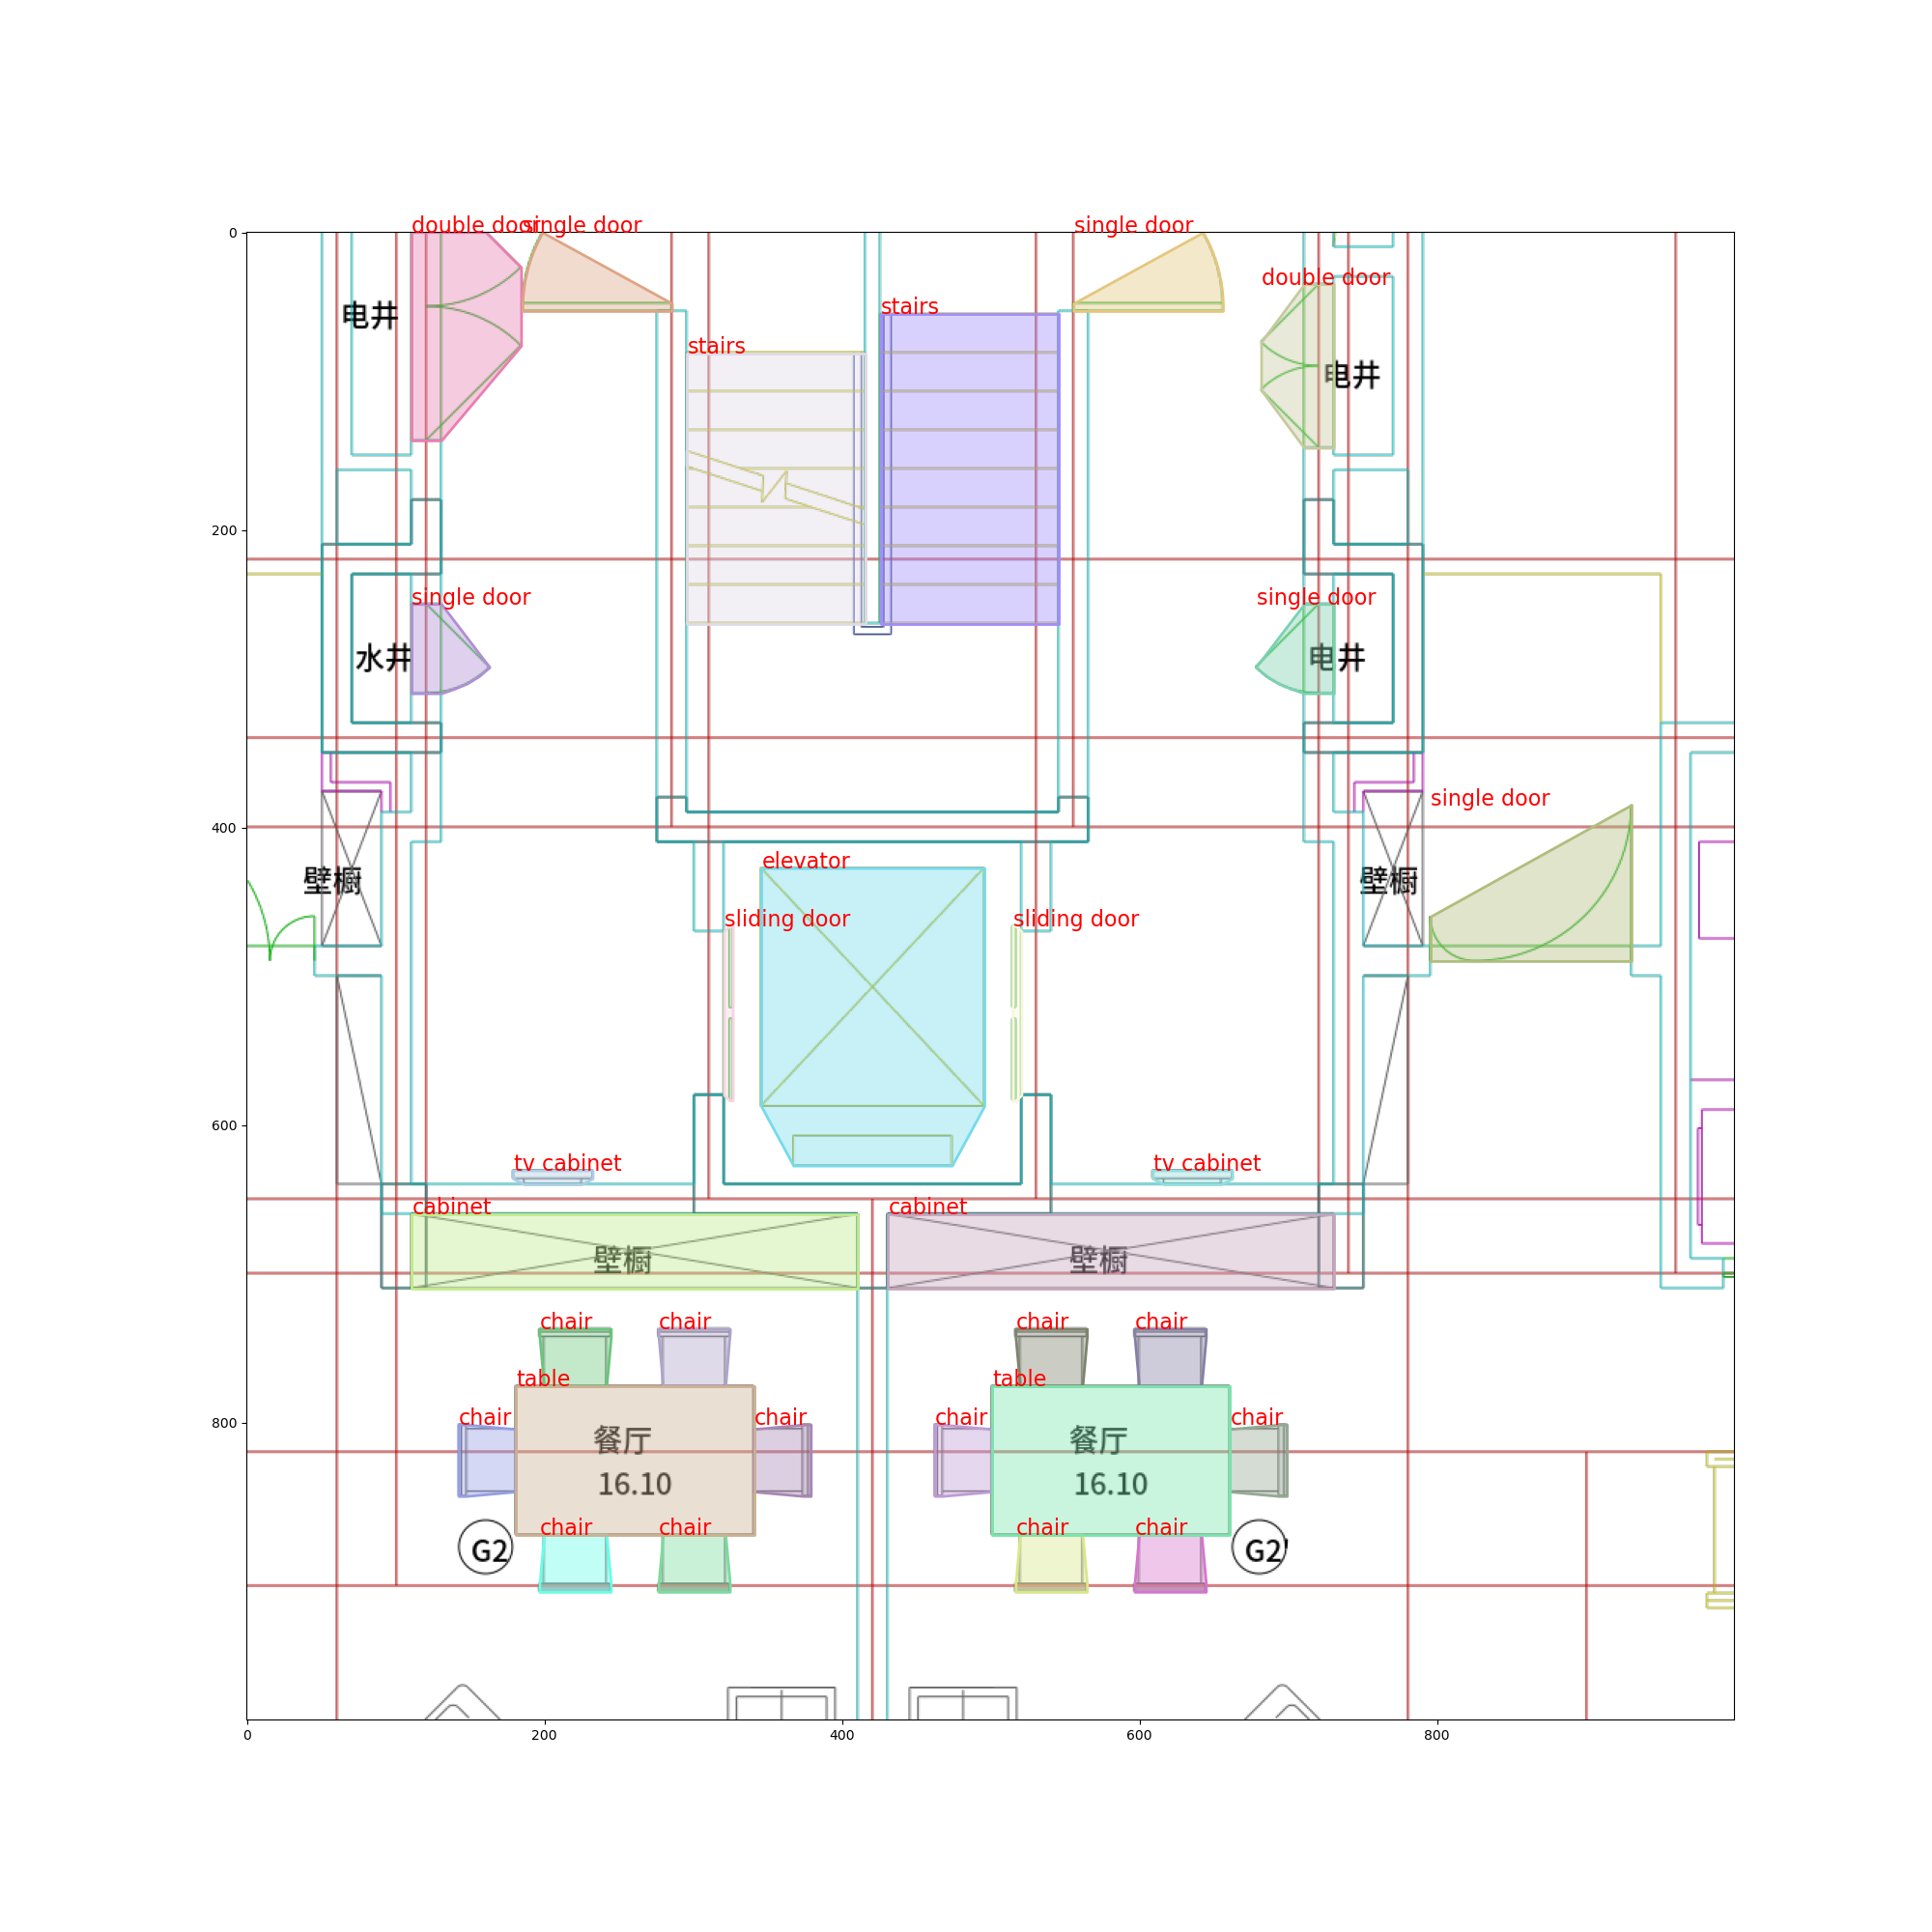 double door
single door
single door
0
double door
stairs
电井
stairs
电井
200
single door
single door
水井
电井
single door
400
elevator
壁橱
壁橱
sliding door
sliding door
600
tv cabinet
tv cabinet
cabinet
cabinet
壁橱
壁橱
chair
chair
chair
chair
table
table
chair
chair
chair
chair
800
餐厅
餐厅
16.10
16.10
chair
chair
chair
chair
G2
G2'
0
200
400
600
800